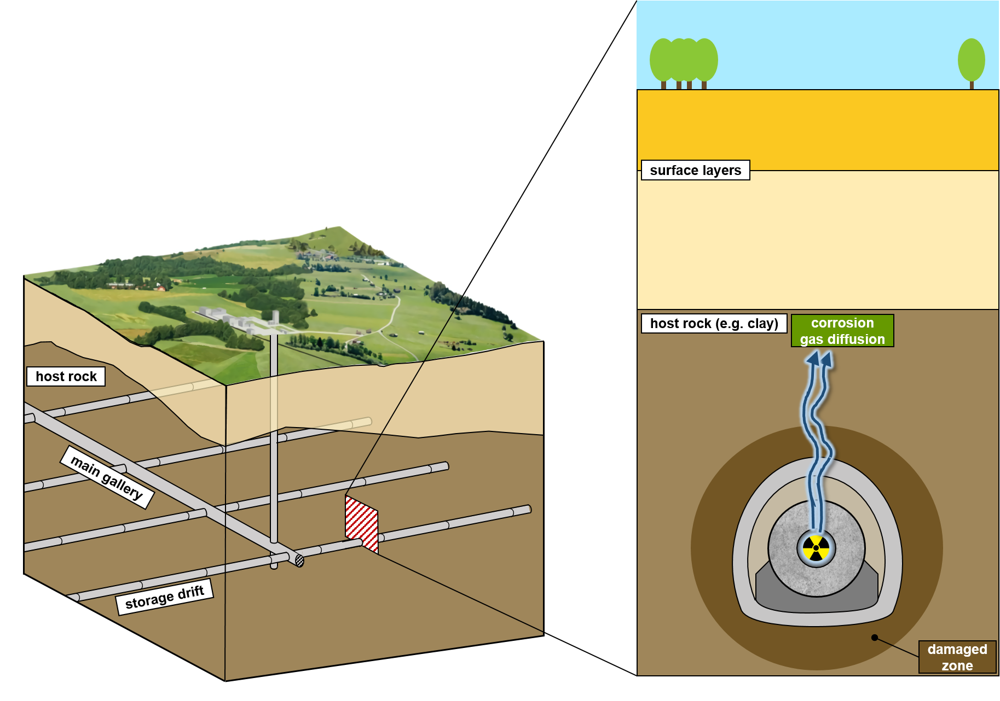 host rock
main gallery
storage drift
surface layers
host rock (e.g. clay)
corrosion
gas diffusion
damaged
zone